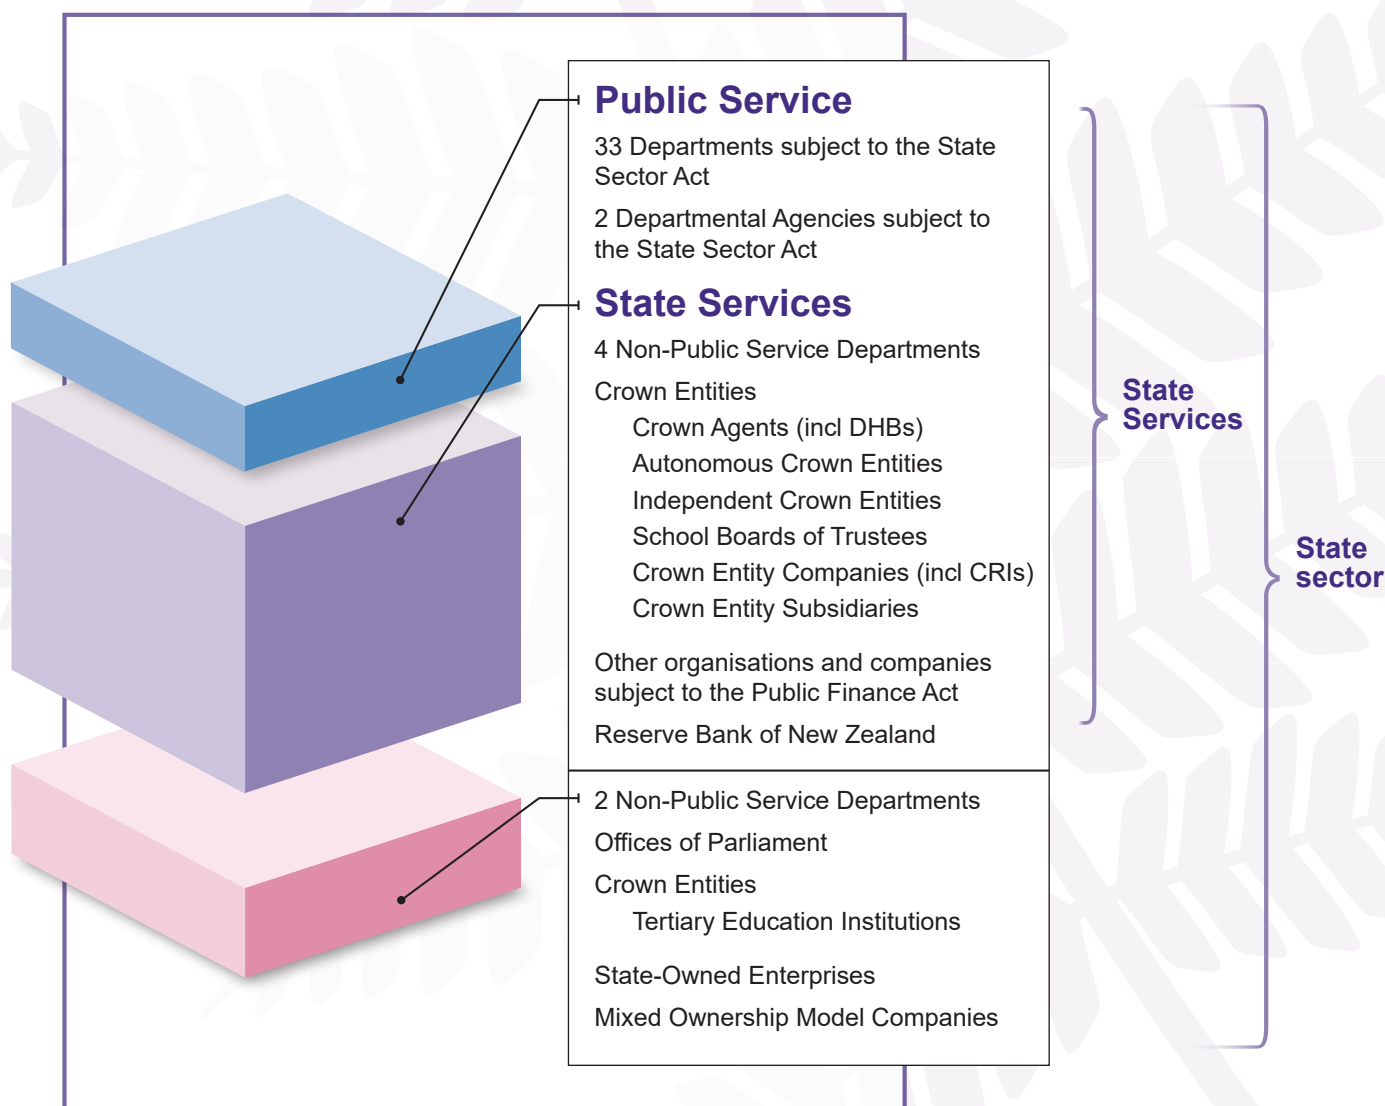 Public Service
33 Departments subject to the State
Sector Act
2 Departmental Agencies subject to
the State Sector Act
State Services
4 Non-Public Service Departments
Crown Entities
Crown Agents (incl DHBs)
Autonomous Crown Entities
Independent Crown Entities
School Boards of Trustees
Crown Entity Companies (incl CRIs)
Crown Entity Subsidiaries
Other organisations and companies
subject to the Public Finance Act
Reserve Bank of New Zealand
2 Non-Public Service Departments
Offices of Parliament
Crown Entities
Tertiary Education Institutions
State-Owned Enterprises
Mixed Ownership Model Companies
State
Services
State
sector